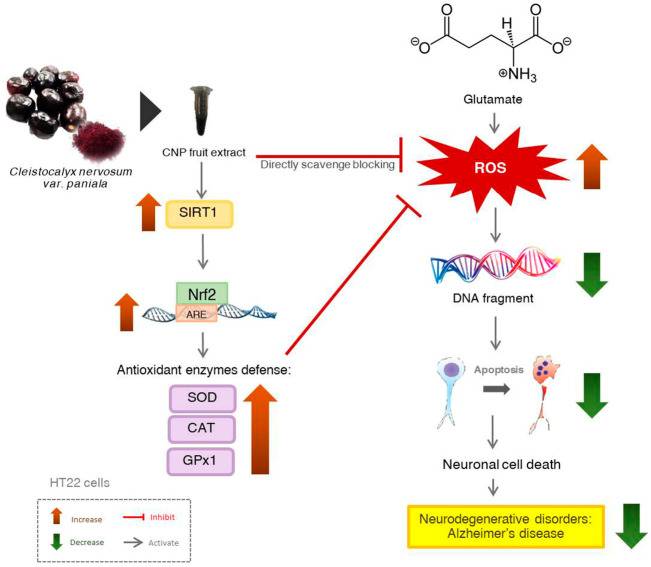 Cleistocalyx nervosum
var. paniala
CNP fruit extract
SIRT1
Nrf2
ARE
Antioxidant enzymes defense:
SOD
CAT
GPx1
HT22 cells
Increase
Inhibit
Decrease
Activate
Directly scavenge blocking
O
O
H
O
O
NH3
Glutamate
ROS
DNA fragment
Apoptosis
Neuronal cell death
Neurodegenerative disorders:
Alzheimer's disease